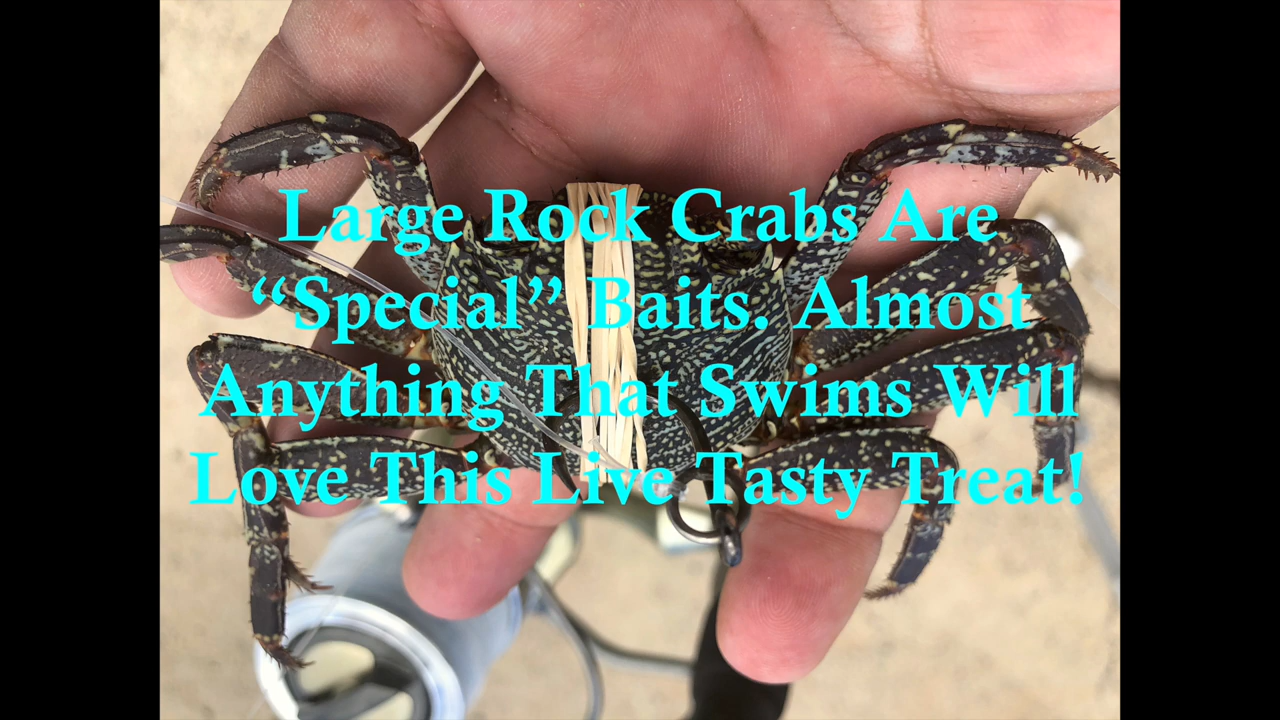 Large Rock Crabs Are
“Special” Baits. Almost
Anything That Swims Will
Love This Live Tasty Treat!